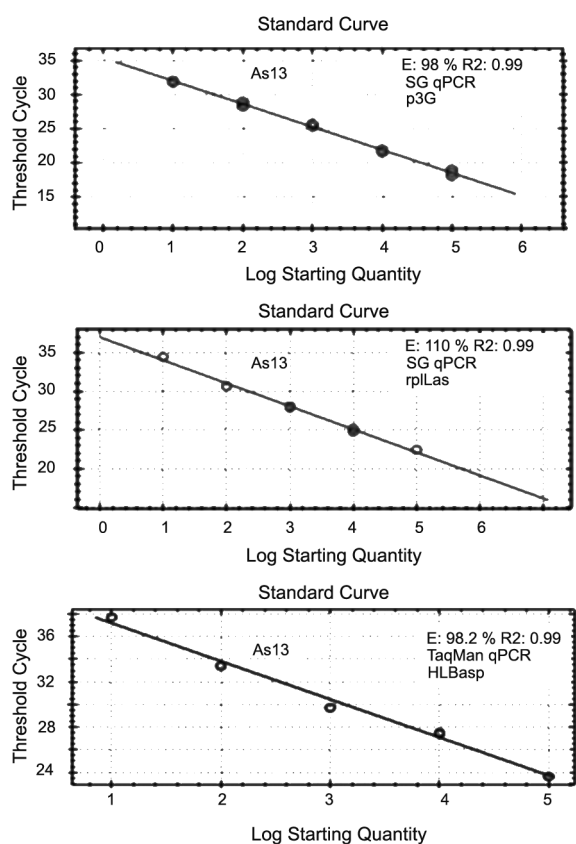 Standard Curve
Threshold Cycle
35
30
25
20
15
As13
E: 98 % R2: 0.99
SG qPCR
p3G
0 1 2 3 4 5 6
Log Starting Quantity
Standard Curve
Threshold Cycle
35
30
25
20
As13
E: 110 % R2: 0.99
SG qPCR
rplLas
0 1 2 3 4 5 6
Log Starting Quantity
Standard Curve
Threshold Cycle
36
32
28
24
As13
E: 98.2 % R2: 0.99
TaqMan qPCR
HLBasp
1 2 3 4 5
Log Starting Quantity